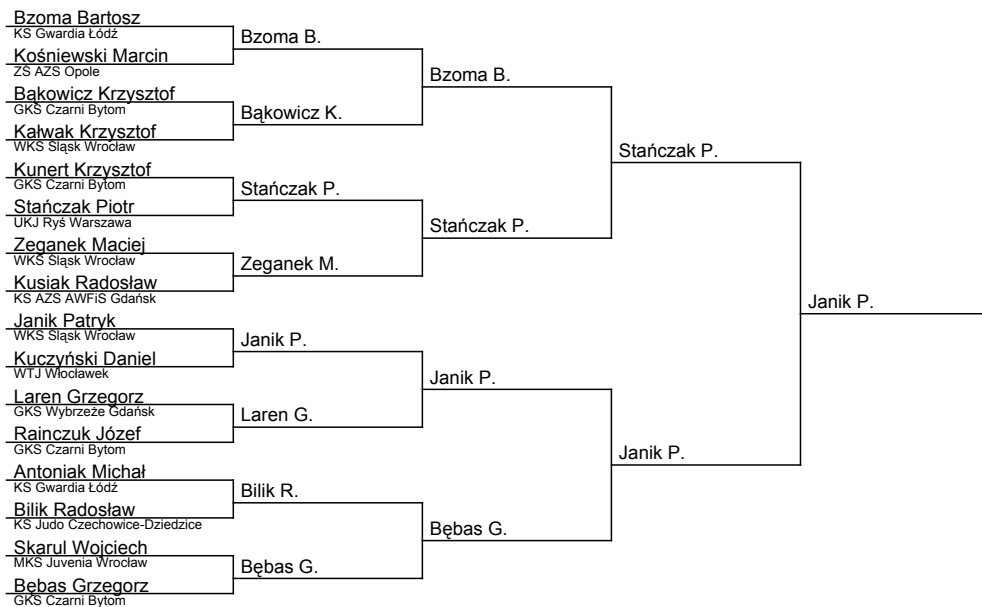 Bzoma Bartosz
KS Gwardia Łódź
Kośniewski Marcin
ZŚ AZS Opole
Bąkowicz Krzysztof
GKS Czarni Bytom
Kałwak Krzysztof
WKS Śląsk Wrocław
Kunert Krzysztof
GKS Czarni Bytom
Stańczak Piotr
UKJ Ryś Warszawa
Zeganek Maciej
WKS Śląsk Wrocław
Kusiak Radosław
KS AZS AWFiS Gdańsk
Janik Patryk
WKS Śląsk Wrocław
Kuczyński Daniel
WTJ Włocławek
Laren Grzegorz
GKS Wybrzeże Gdańsk
Rainczuk Józef
GKS Czarni Bytom
Antoniak Michał
KS Gwardia Łódź
Bilik Radosław
KS Judo Czechowice-Dziedzice
Skarul Wojciech
MKS Juvenia Wrocław
Bębas Grzegorz
GKS Czarni Bytom
Bzoma B.
Bąkowicz K.
Stańczak P.
Zeganek M.
Janik P.
Laren G.
Bilik R.
Bębas G.
Bzoma B.
Stańczak P.
Janik P.
Bębas G.
Stańczak P.
Janik P.
Janik P.